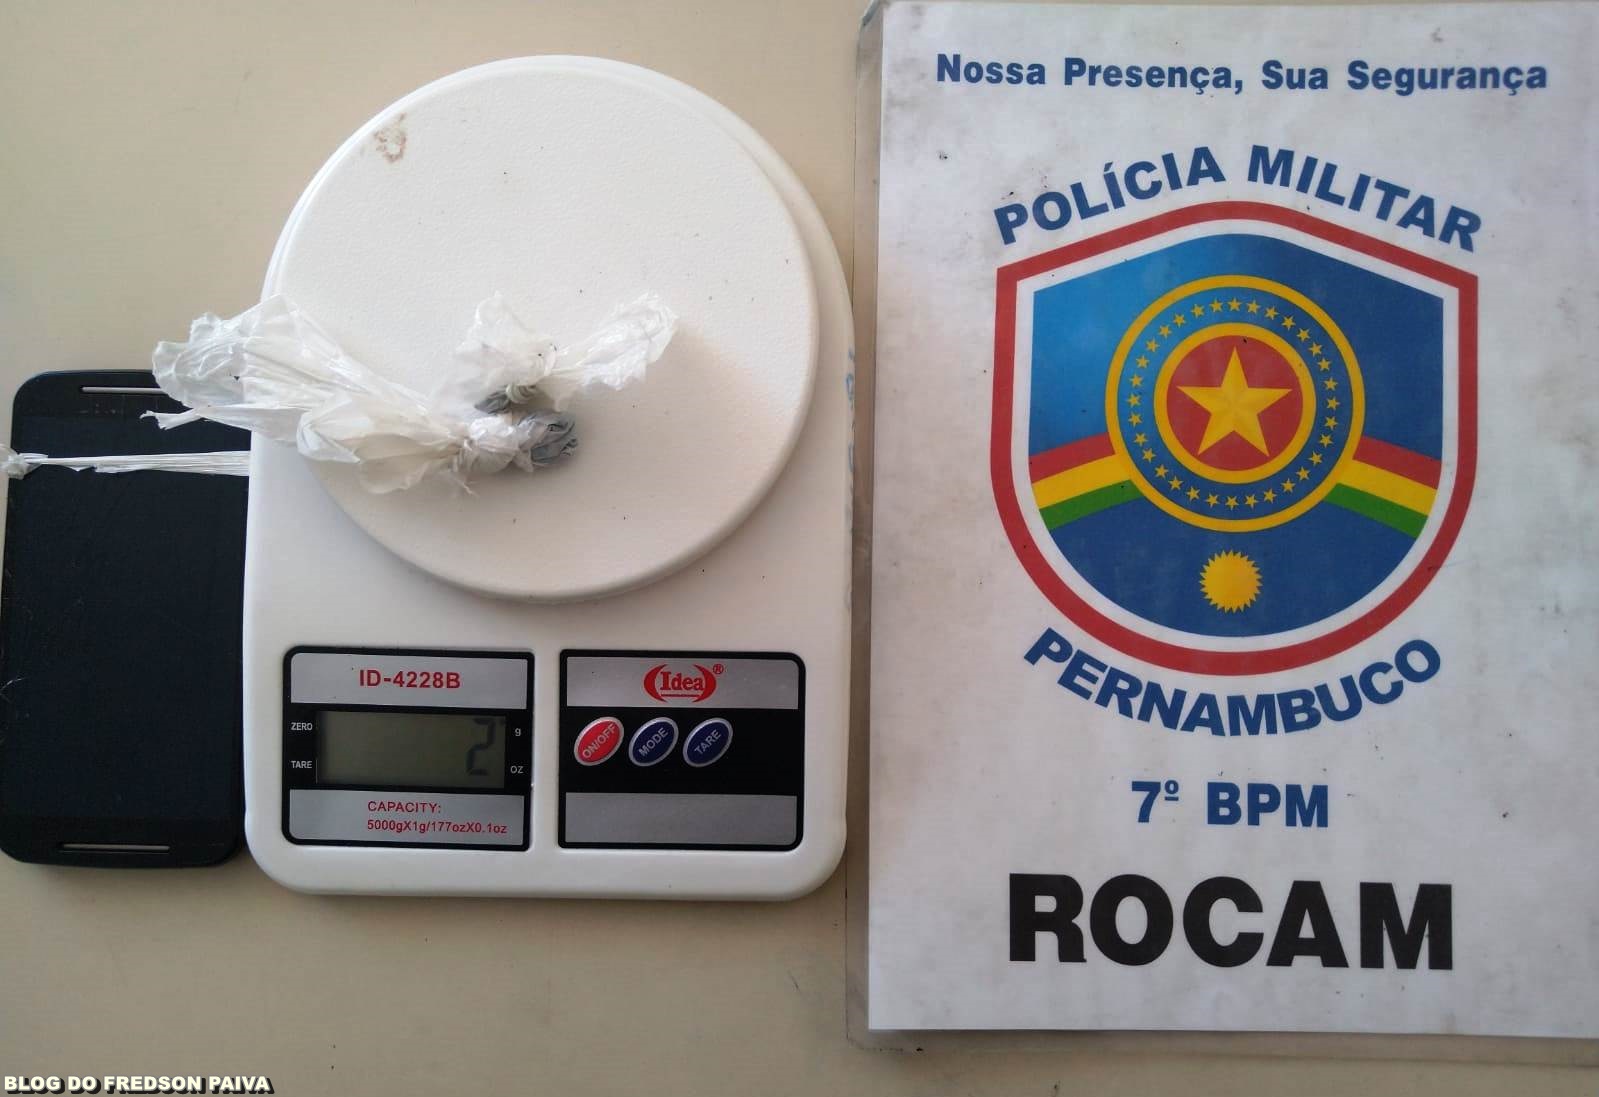 Nossa Presença, Sua Segurança
POLÍCIA MILITAR
PERNAMBUCO
7º BPM
ROCAM
ID-4228B
ZERO
TARE
2
g
OZ
CAPACITY:
5000gX1g/177ozX0.1oz
Idea®
ON/OFF
MODE
TARE
BLOG DO FREDSON PAIVA